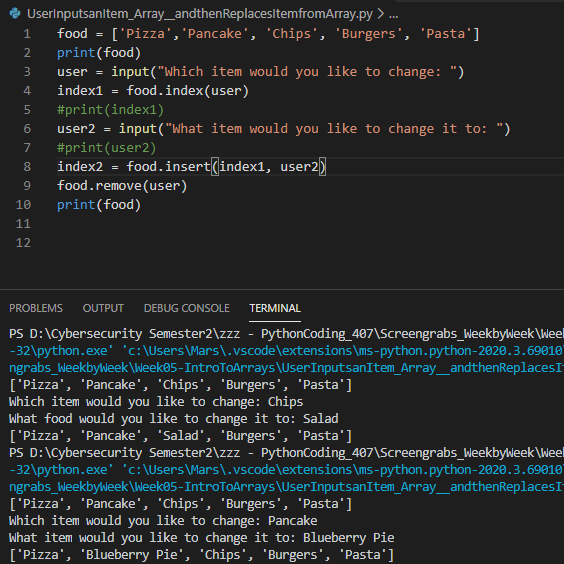 UserInputsanItem_Array__andthenReplacesItemfromArray.py > ...
1 food = ['Pizza','Pancake', 'Chips', 'Burgers', 'Pasta']
2 print(food)
3 user = input("Which item would you like to change: ")
4 index1 = food.index(user)
5 #print(index1)
6 user2 = input("What item would you like to change it to: ")
7 #print(user2)
8 index2 = food.insert(index1, user2)
9 food.remove(user)
10 print(food)
11
12
PROBLEMS OUTPUT DEBUG CONSOLE TERMINAL
PS D:\Cybersecurity Semester2\zzz - PythonCoding_407\Screengrabs_WeekbyWeek\Week
-32\python.exe' 'c:\Users\Mars\.vscode\extensions\ms-python.python-2020.3.69010
ngrabs_WeekbyWeek\Week05-IntroToArrays\UserInputsanItem_Array__andthenReplacesIt
['Pizza', 'Pancake', 'Chips', 'Burgers', 'Pasta']
Which item would you like to change: Chips
What food would you like to change it to: Salad
['Pizza', 'Pancake', 'Salad', 'Burgers', 'Pasta']
PS D:\Cybersecurity Semester2\zzz - PythonCoding_407\Screengrabs_WeekbyWeek\Week
-32\python.exe' 'c:\Users\Mars\.vscode\extensions\ms-python.python-2020.3.69010
ngrabs_WeekbyWeek\Week05-IntroToArrays\UserInputsanItem_Array__andthenReplacesIt
['Pizza', 'Pancake', 'Chips', 'Burgers', 'Pasta']
Which item would you like to change: Pancake
What item would you like to change it to: Blueberry Pie
['Pizza', 'Blueberry Pie', 'Chips', 'Burgers', 'Pasta']